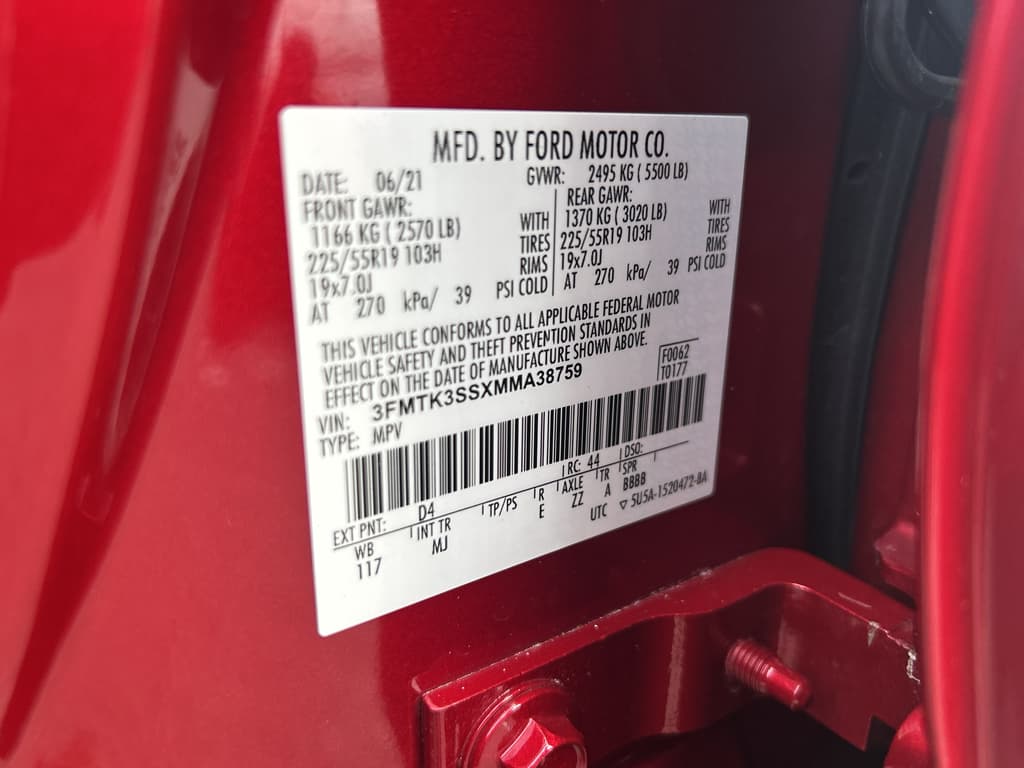 MFD. BY FORD MOTOR CO.
DATE: 06/21 GVWR: 2495 KG ( 5500 LB)
FRONT GAWR: REAR GAWR:
1166 KG ( 2570 LB) WITH 1370 KG ( 3020 LB) WITH
225/55R19 103H TIRES 225/55R19 103H TIRES
19x7.0J RIMS 19x7.0J RIMS
AT 270 kPa/ 39 PSI COLD AT 270 kPa/ 39 PSI COLD
THIS VEHICLE CONFORMS TO ALL APPLICABLE FEDERAL MOTOR
VEHICLE SAFETY AND THEFT PREVENTION STANDARDS IN
EFFECT ON THE DATE OF MANUFACTURE SHOWN ABOVE.
F0062
VIN: 3FMTK3SSXMMA38759 T0177
TYPE: MPV
EXT PNT: D4 RC: 44 DSO:
WB INT TR TP/PS R AXLE TR SPR
117 MJ E ZZ A BBBB
UTC ▽ 5U5A-1520472-BA